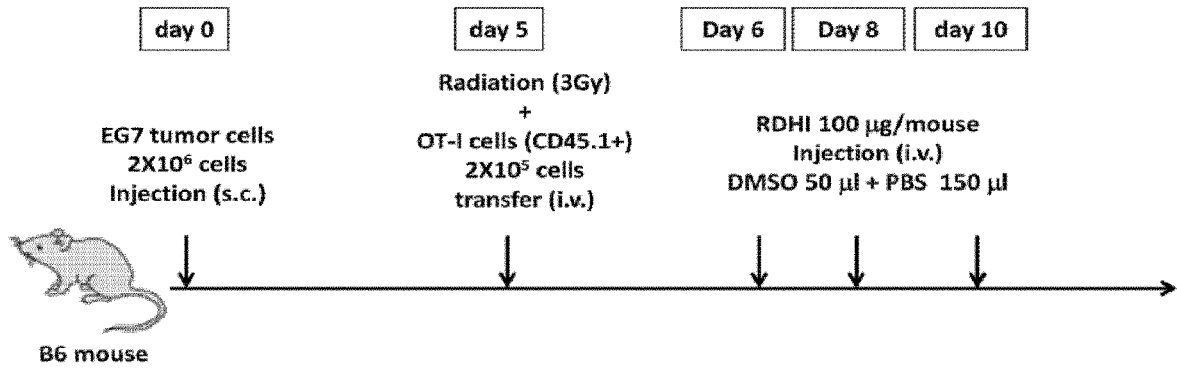 day 0
day 5
Day 6
Day 8
day 10
EG7 tumor cells
2X10⁶ cells
Injection (s.c.)
Radiation (3Gy)
+
OT-I cells (CD45.1+)
2X10⁵ cells
transfer (i.v.)
RDHI 100 µg/mouse
Injection (i.v.)
DMSO 50 µl + PBS 150 µl
B6 mouse